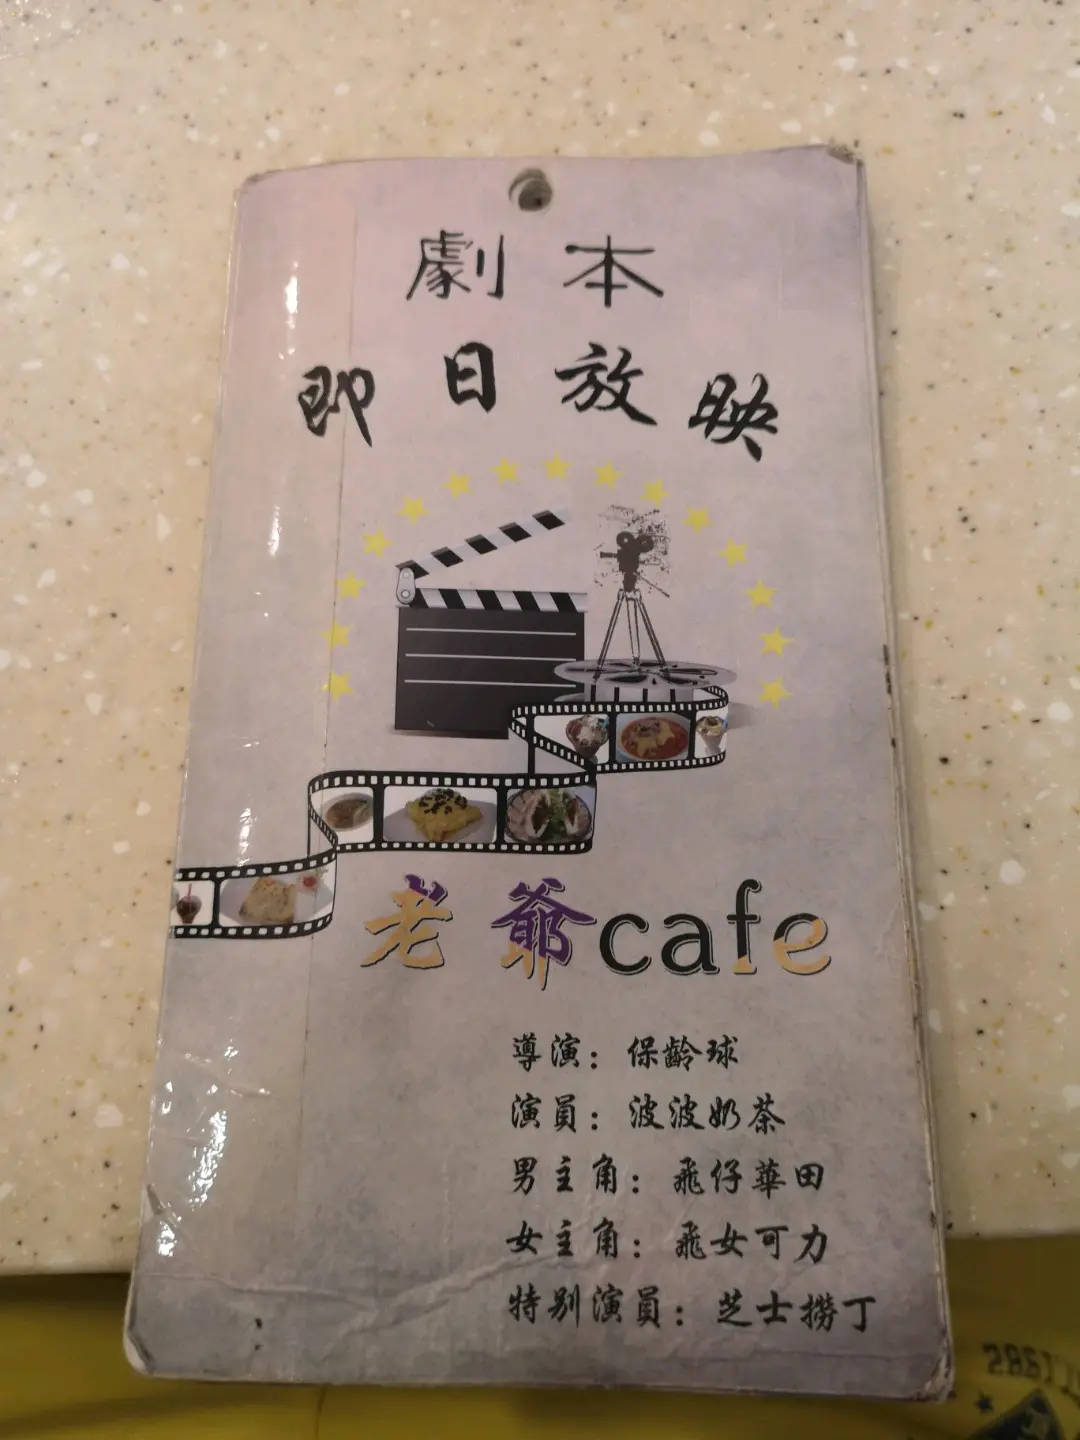 劇本
即日放映
老爺cafe
導演：保齡球
演員：波波奶茶
男主角：飛仔華田
女主角：飛女可力
特別演員：芝士撈丁